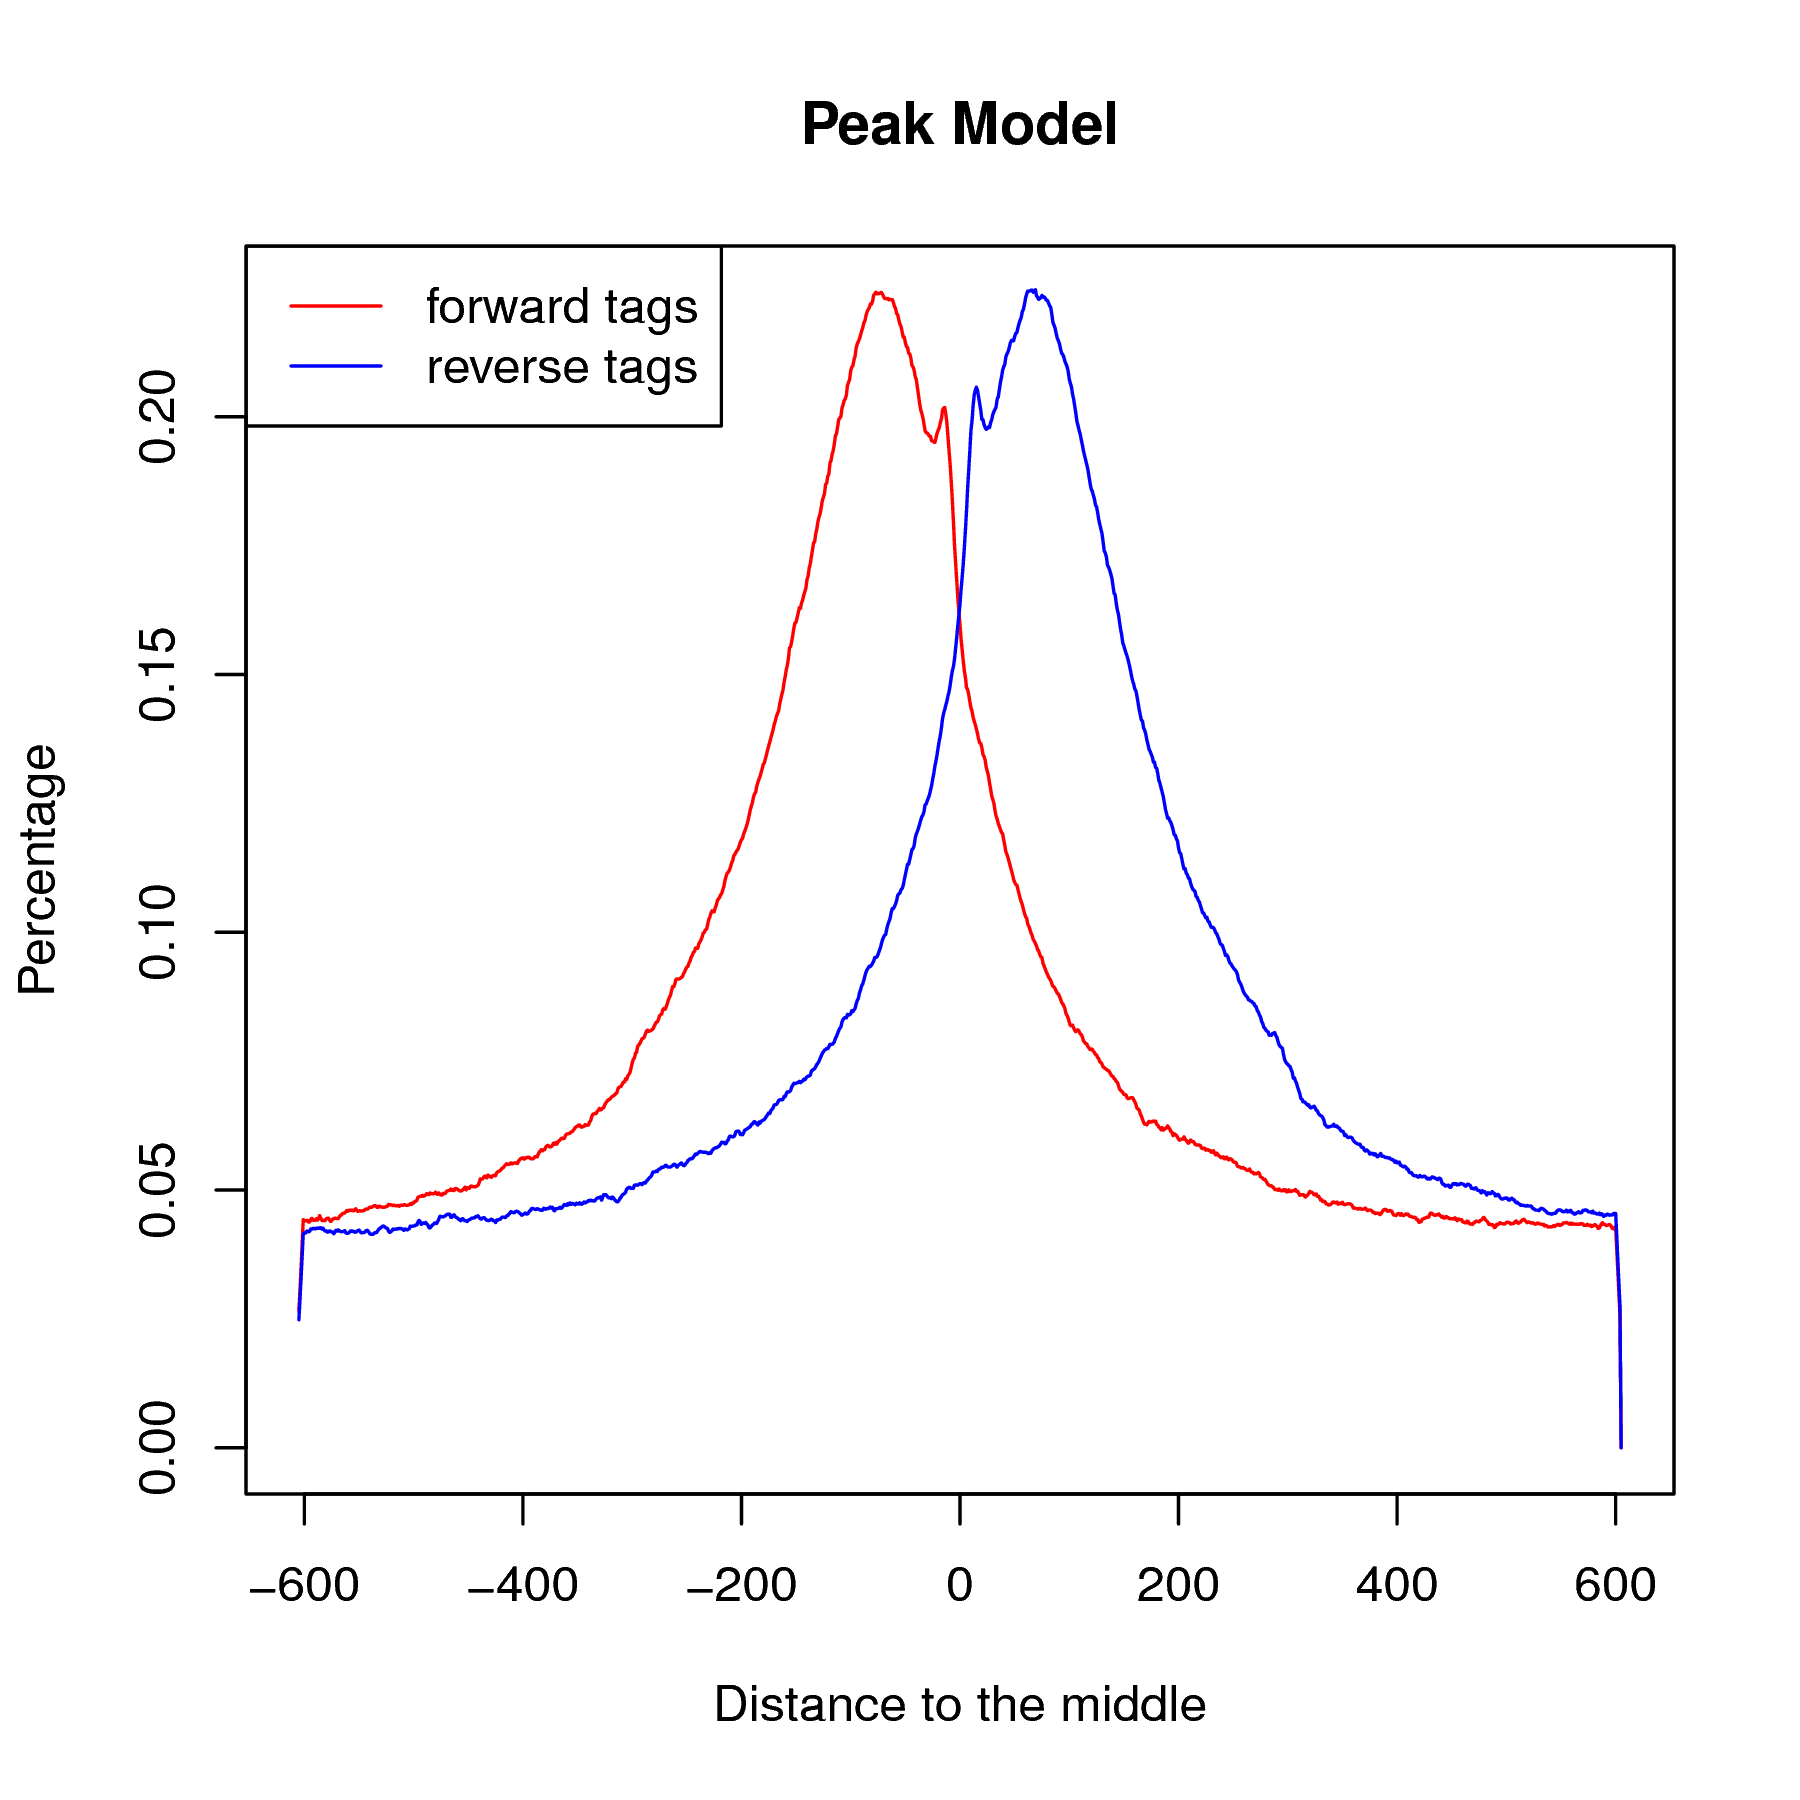 Peak Model
forward tags
reverse tags
Percentage
0.20
0.15
0.10
0.05
0.00
−600 −400 −200 0 200 400 600
Distance to the middle